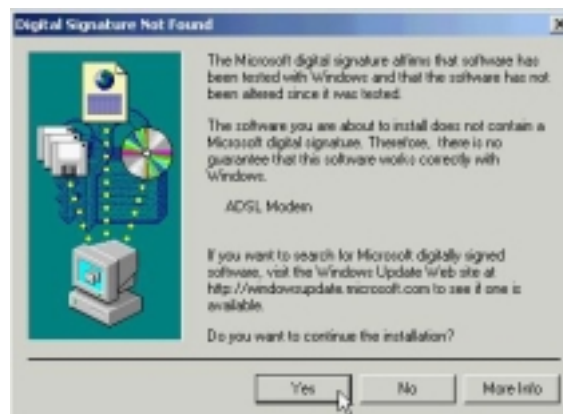 Digital Signature Not Found
The Microsoft digital signature affirms that software has
been tested with Windows and that the software has not
been altered since it was tested.
The software you are about to install does not contain a
Microsoft digital signature. Therefore, there is no
guarantee that this software works correctly with
Windows.
ADSL Modem
If you want to search for Microsoft digitally signed
software, visit the Windows Update Web site at
http://windowsupdate.microsoft.com to see if one is
available.
Do you want to continue the installation?
Yes
No
More Info